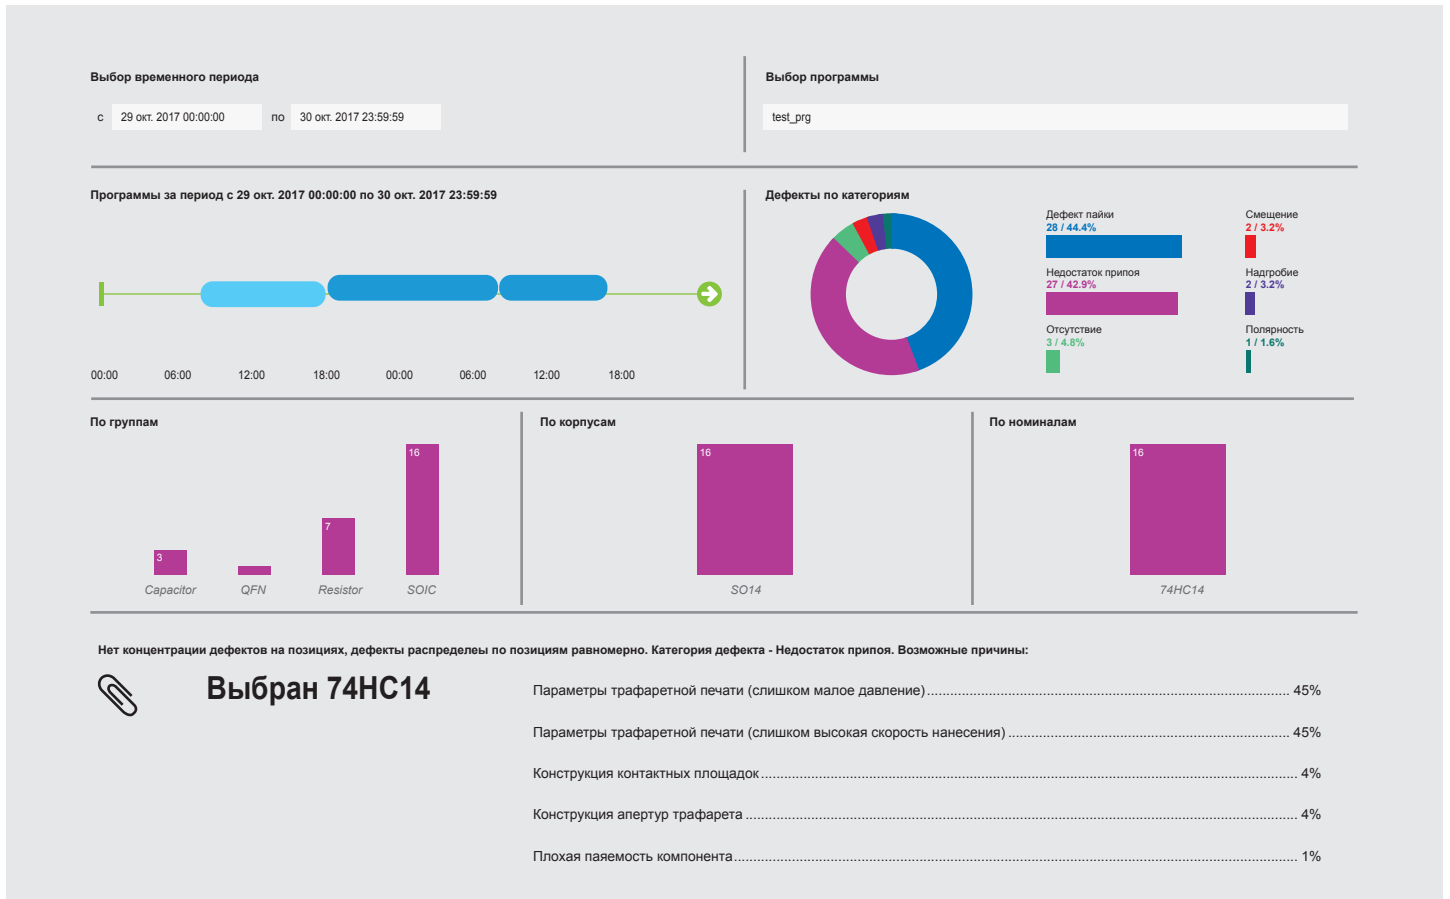 Выбор временного периода
с 29 окт. 2017 00:00:00 по 30 окт. 2017 23:59:59
Выбор программы
test_prg
Программы за период с 29 окт. 2017 00:00:00 по 30 окт. 2017 23:59:59
00:00 06:00 12:00 18:00 00:00 06:00 12:00 18:00
Дефекты по категориям
Дефект пайки
28 / 44.4%
Смещение
2 / 3.2%
Недостаток припоя
27 / 42.9%
Надгробие
2 / 3.2%
Отсутствие
3 / 4.8%
Полярность
1 / 1.6%
По группам
3
7
16
Capacitor QFN Resistor SOIC
По корпусам
16
SO14
По номиналам
16
74HC14
Нет концентрации дефектов на позициях, дефекты распределеы по позициям равномерно. Категория дефекта - Недостаток припоя. Возможные причины:
Выбран 74HC14
Параметры трафаретной печати (слишком малое давление) 45%
Параметры трафаретной печати (слишком высокая скорость нанесения) 45%
Конструкция контактных площадок 4%
Конструкция апертур трафарета 4%
Плохая паяемость компонента 1%